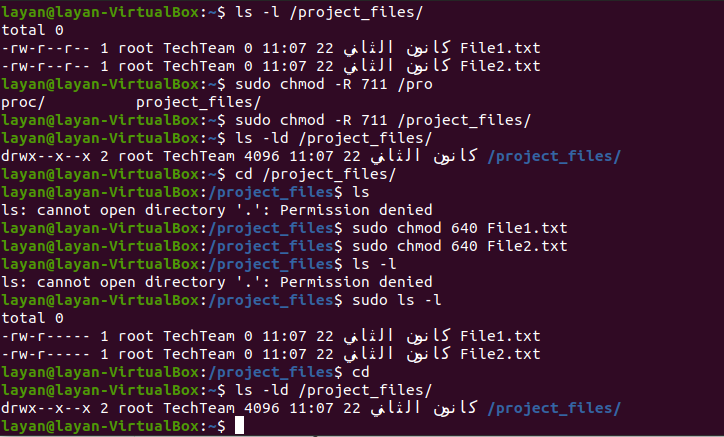 layan@layan-VirtualBox:~$ ls -l /project_files/
total 0
-rw-r--r-- 1 root TechTeam 0 11:07 22 كانون الثاني File1.txt
-rw-r--r-- 1 root TechTeam 0 11:07 22 كانون الثاني File2.txt
layan@layan-VirtualBox:~$ sudo chmod -R 711 /pro
proc/          project_files/
layan@layan-VirtualBox:~$ sudo chmod -R 711 /project_files/
layan@layan-VirtualBox:~$ ls -ld /project_files/
drwx--x--x 2 root TechTeam 4096 11:07 22 كانون الثاني /project_files/
layan@layan-VirtualBox:~$ cd /project_files/
layan@layan-VirtualBox:/project_files$ ls
ls: cannot open directory '.': Permission denied
layan@layan-VirtualBox:/project_files$ sudo chmod 640 File1.txt
layan@layan-VirtualBox:/project_files$ sudo chmod 640 File2.txt
layan@layan-VirtualBox:/project_files$ ls -l
ls: cannot open directory '.': Permission denied
layan@layan-VirtualBox:/project_files$ sudo ls -l
total 0
-rw-r----- 1 root TechTeam 0 11:07 22 كانون الثاني File1.txt
-rw-r----- 1 root TechTeam 0 11:07 22 كانون الثاني File2.txt
layan@layan-VirtualBox:/project_files$ cd
layan@layan-VirtualBox:~$ ls -ld /project_files/
drwx--x--x 2 root TechTeam 4096 11:07 22 كانون الثاني /project_files/
layan@layan-VirtualBox:~$